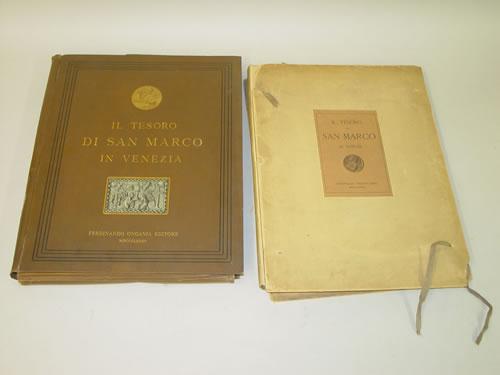 IL TESORO
DI SAN MARCO
IN VENEZIA
FERDINANDO ONGANIA EDITORE
IL TESORO
SAN MARCO